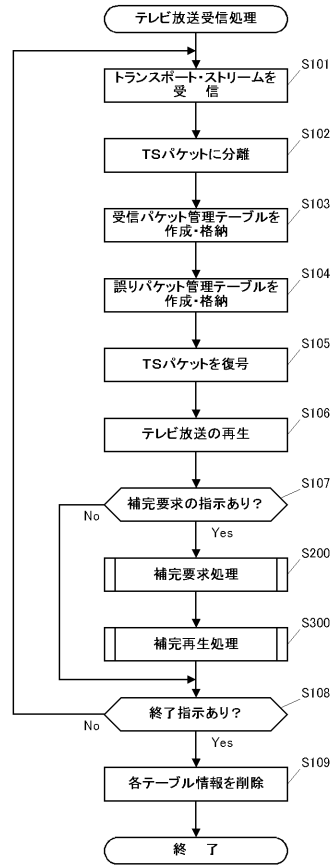 テレビ放送受信処理
S101
トランスポート・ストリームを
受 信
S102
TSパケットに分離
S103
受信パケット管理テーブルを
作成・格納
S104
誤りパケット管理テーブルを
作成・格納
S105
TSパケットを復号
S106
テレビ放送の再生
S107
補完要求の指示あり?
No
Yes
S200
補完要求処理
S300
補完再生処理
S108
終了指示あり?
No
Yes
S109
各テーブル情報を削除
終 了